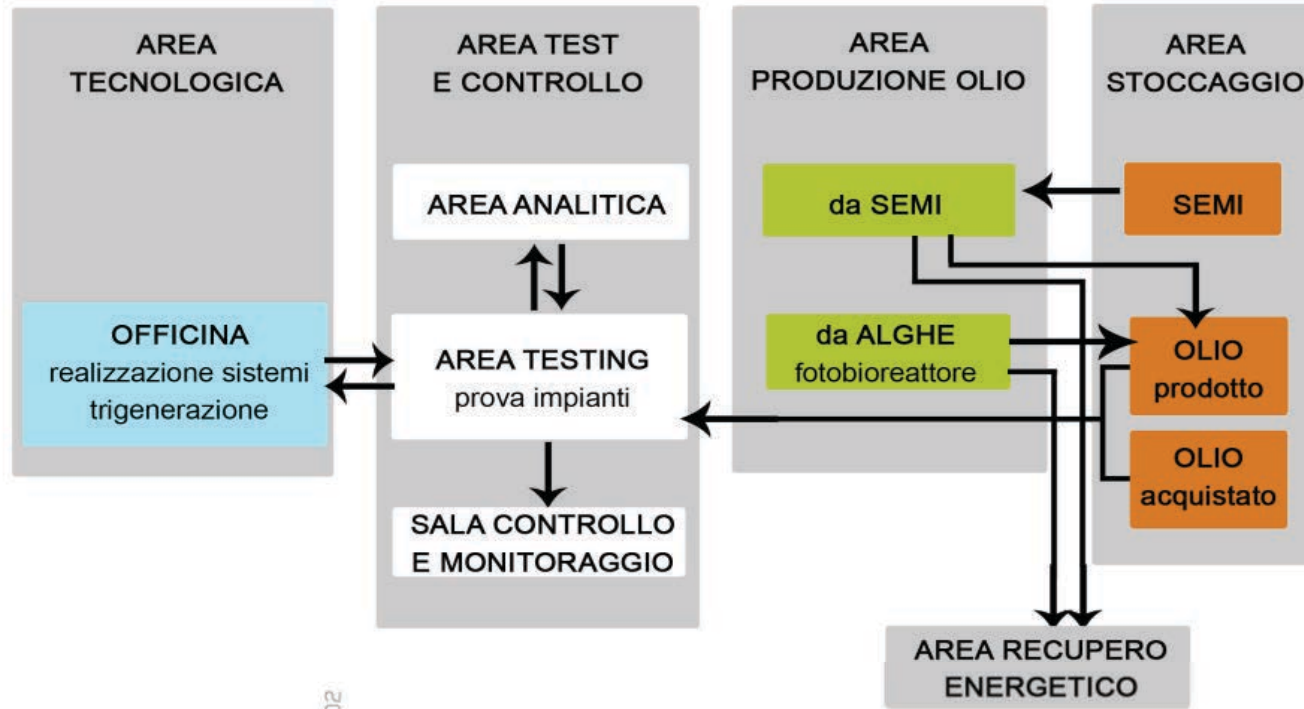 AREA
TECNOLOGICA
OFFICINA
realizzazione sistemi
trigenerazione
AREA TEST
E CONTROLLO
AREA ANALITICA
AREA TESTING
prova impianti
SALA CONTROLLO
E MONITORAGGIO
AREA
PRODUZIONE OLIO
da SEMI
da ALGHE
fotobioreattore
AREA
STOCCAGGIO
SEMI
OLIO
prodotto
OLIO
acquistato
AREA RECUPERO
ENERGETICO